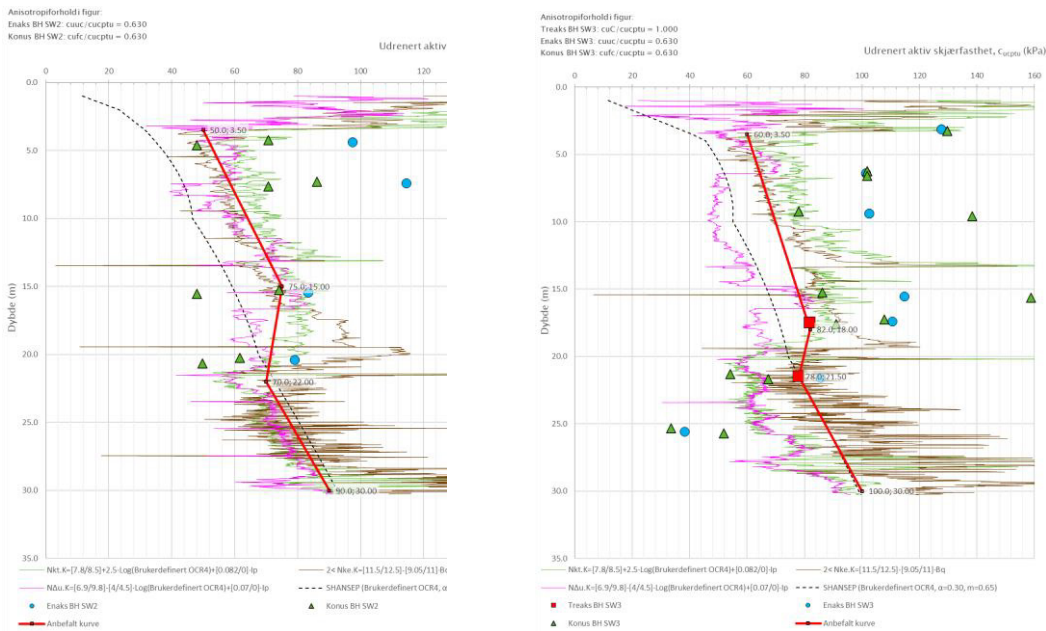 Anisotropiforhold i figur:
Enaks BH SW2: cuuc/cucptu = 0.630
Konus BH SW2: cufc/cucptu = 0.630
Udrenert aktiv
0.0 20 40 60 80 100 120
0.0
5.0
10.0
15.0
20.0
25.0
30.0
35.0
Dybde (m)
50.0; 3.50
75.0; 15.00
70.0; 22.00
90.0; 30.00
Nkt.K=[7.8/8.5]+2.5·Log(Brukerdefinert OCR4)+[0.082/0]·Ip
2< Nke.K=[11.5/12.5]-[9.05/11]·Bq
NΔu.K=[6.9/9.8]-[4/4.5]·Log(Brukerdefinert OCR4)+[0.07/0]·Ip
SHANSEP (Brukerdefinert OCR4, α
Enaks BH SW2
Konus BH SW2
Anbefalt kurve
Anisotropiforhold i figur:
Treaks BH SW3: cuC/cucptu = 1.000
Enaks BH SW3: cuuc/cucptu = 0.630
Konus BH SW3: cufc/cucptu = 0.630
Udrenert aktiv skjærfasthet, cucptu (kPa)
0 20 40 60 80 100 120 140 160
0.0
5.0
10.0
15.0
20.0
25.0
30.0
35.0
Dybde (m)
60.0; 3.50
82.0; 18.00
28.0; 21.50
100.0; 30.00
Nkt.K=[7.8/8.5]+2.5·Log(Brukerdefinert OCR4)+[0.082/0]·Ip
2< Nke.K=[11.5/12.5]-[9.05/11]·Bq
NΔu.K=[6.9/9.8]-[4/4.5]·Log(Brukerdefinert OCR4)+[0.07/0]·Ip
SHANSEP (Brukerdefinert OCR4, α=0.30, m=0.65)
Treaks BH SW3
Enaks BH SW3
Konus BH SW3
Anbefalt kurve